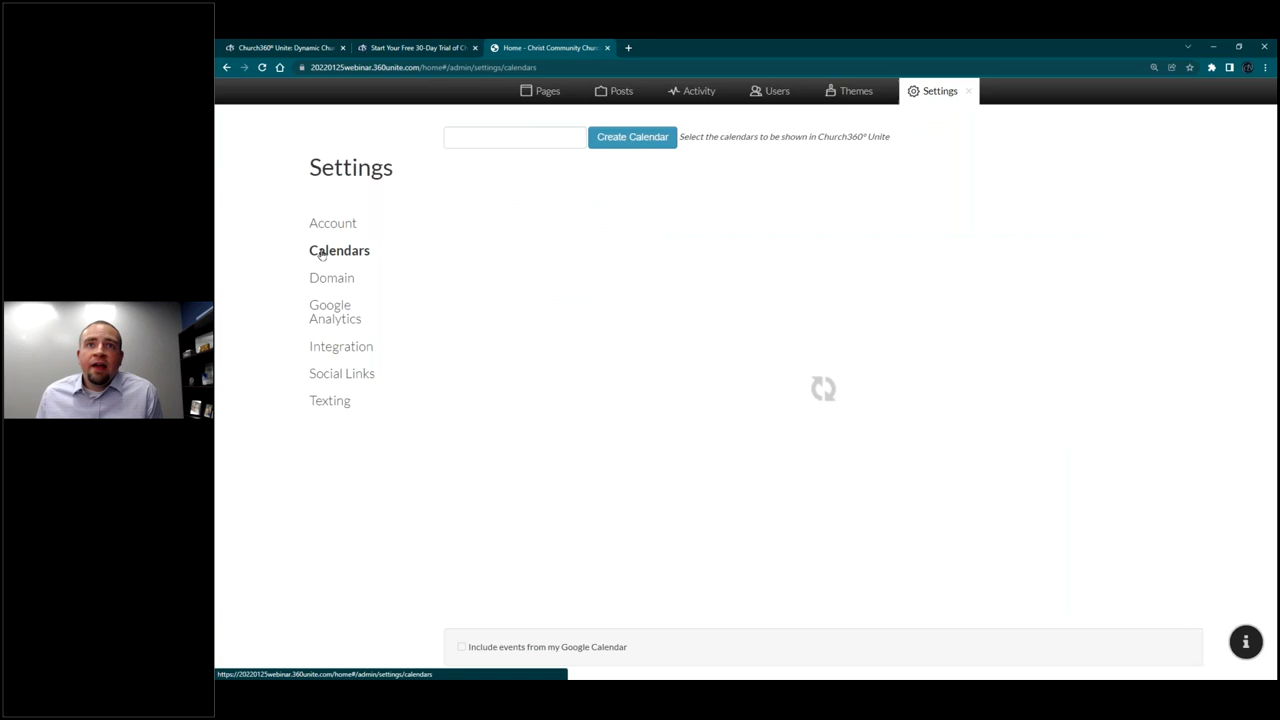 Church360° Unite: Dynamic Chu
Start Your Free 30-Day Trial of C
Home - Christ Community Chur
20220125webinar.360unite.com/home#/admin/settings/calendars
Pages
Posts
Activity
Users
Themes
Settings
Create Calendar
Select the calendars to be shown in Church360° Unite
Settings
Account
Calendars
Domain
Google
Analytics
Integration
Social Links
Texting
Include events from my Google Calendar
https://20220125webinar.360unite.com/home#/admin/settings/calendars